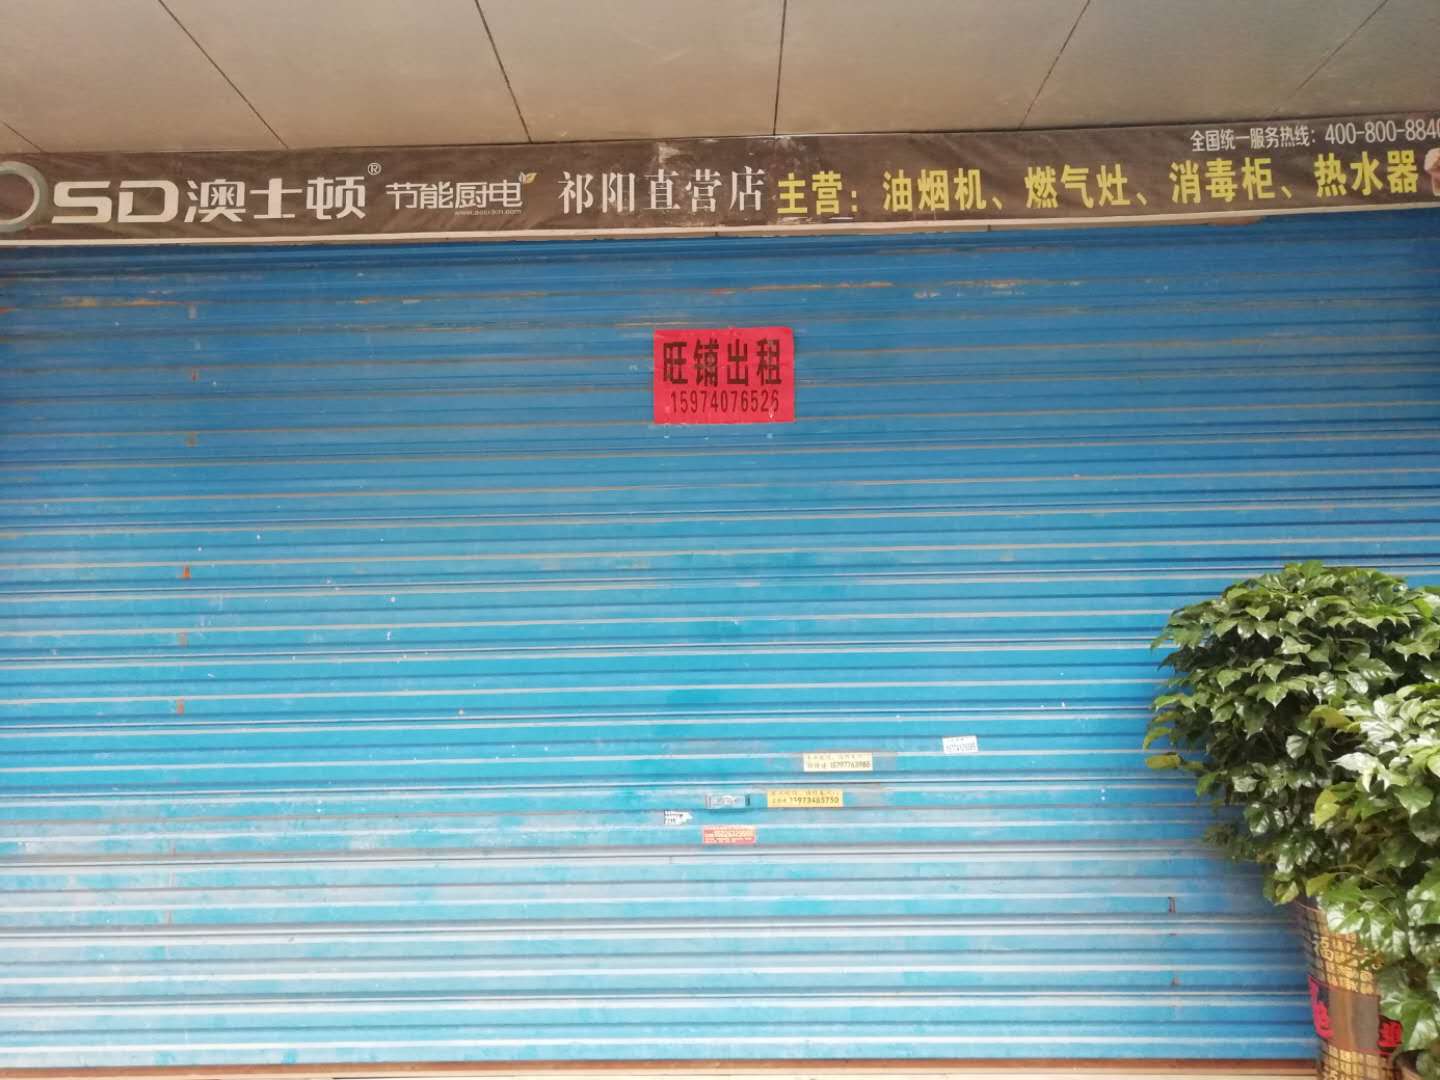 全国统一服务热线：400-800-8840
OSD澳士顿® 节能厨电 祁阳直营店 主营：油烟机、燃气灶、消毒柜、热水器
旺铺出租
15974076526